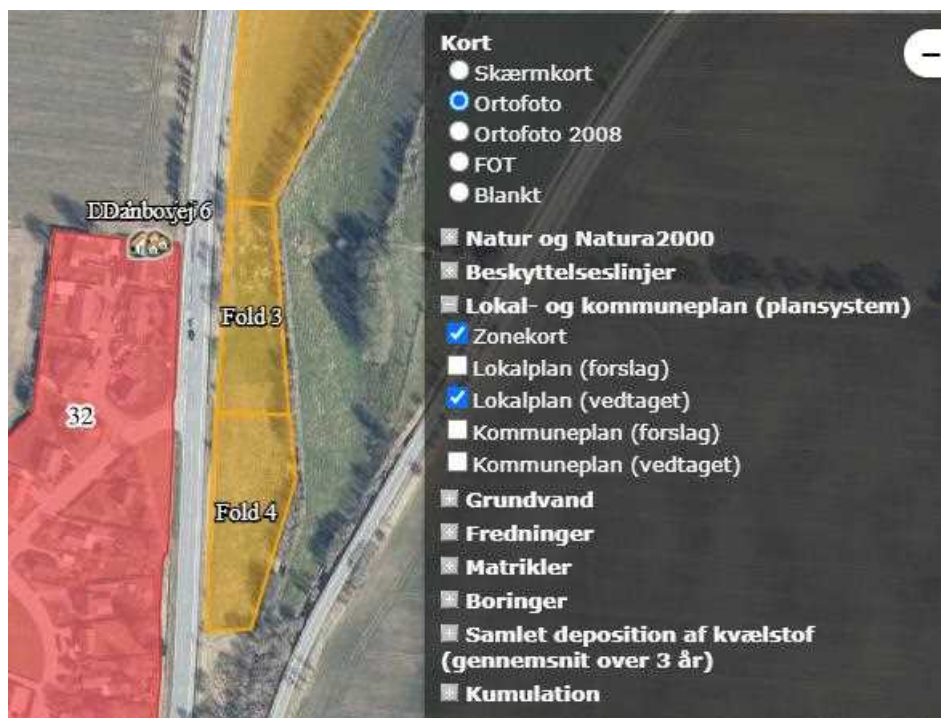 Kort
Skærmkort
Ortofoto
Ortofoto 2008
FOT
Blankt
Natur og Natura2000
Beskyttelseslinjer
Lokal- og kommuneplan (plansystem)
Zonekort
Lokalplan (forslag)
Lokalplan (vedtaget)
Kommuneplan (forslag)
Kommuneplan (vedtaget)
Grundvand
Fredninger
Matrikler
Boringer
Samlet deposition af kvælstof
(gennemsnit over 3 år)
Kumulation
6
Fold 3
32
Fold 4